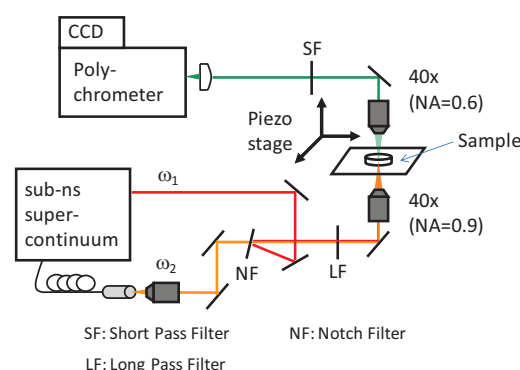 CCD
Poly-
chrometer
SF
40x
(NA=0.6)
Piezo
stage
Sample
sub-ns
super-
continuum
ω1
ω2
NF
LF
40x
(NA=0.9)
SF: Short Pass Filter
NF: Notch Filter
LF: Long Pass Filter